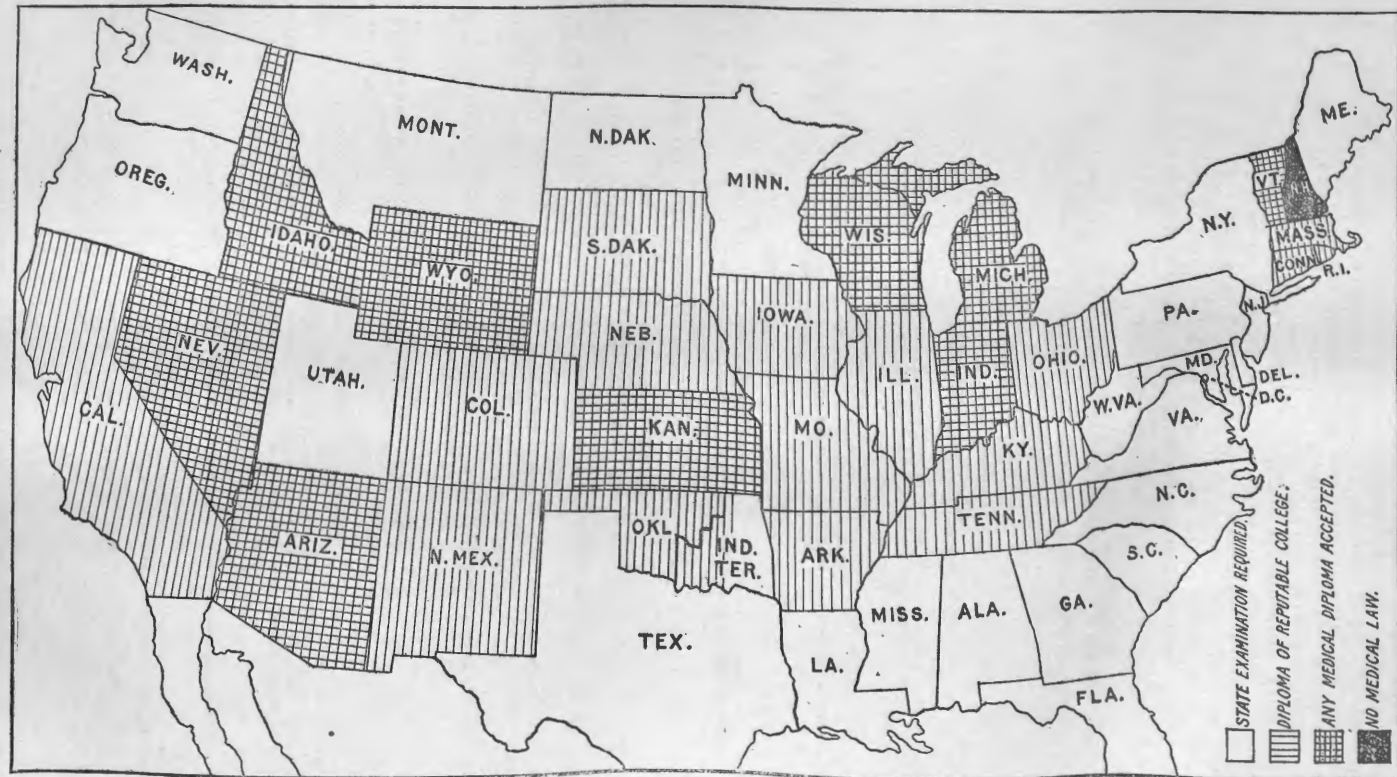 WASH.
MONT.
N.DAK.
MINN.
ME.
OREG.
IDAHO.
WYO.
S.DAK.
WIS.
MICH.
VT.
N.Y.
MASS.
CONN.
R.I.
NEV.
UTAH.
COL.
NEB.
IOWA.
ILL.
IND.
OHIO.
PA.
N.J.
MD.
DEL.
D.C.
CAL.
KAN.
MO.
KY.
W.VA.
VA.
ARIZ.
N.MEX.
OKL.
IND.
TER.
ARK.
TENN.
N.C.
S.C.
TEX.
LA.
MISS.
ALA.
GA.
FLA.
STATE EXAMINATION REQUIRED.
DIPLOMA OF REPUTABLE COLLEGE.
ANY MEDICAL DIPLOMA ACCEPTED.
NO MEDICAL LAW.